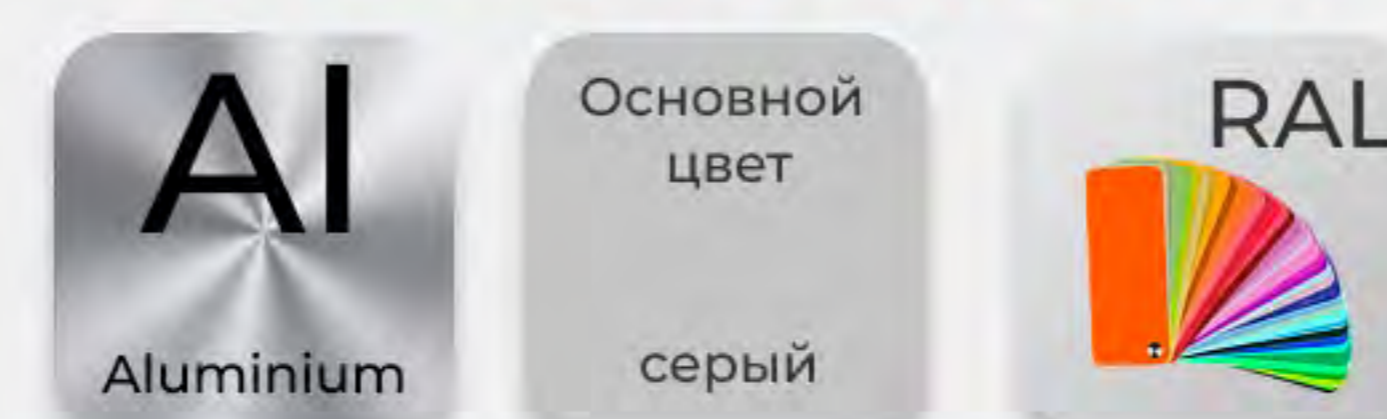 Al
Aluminium
Основной
цвет
серый
RAL